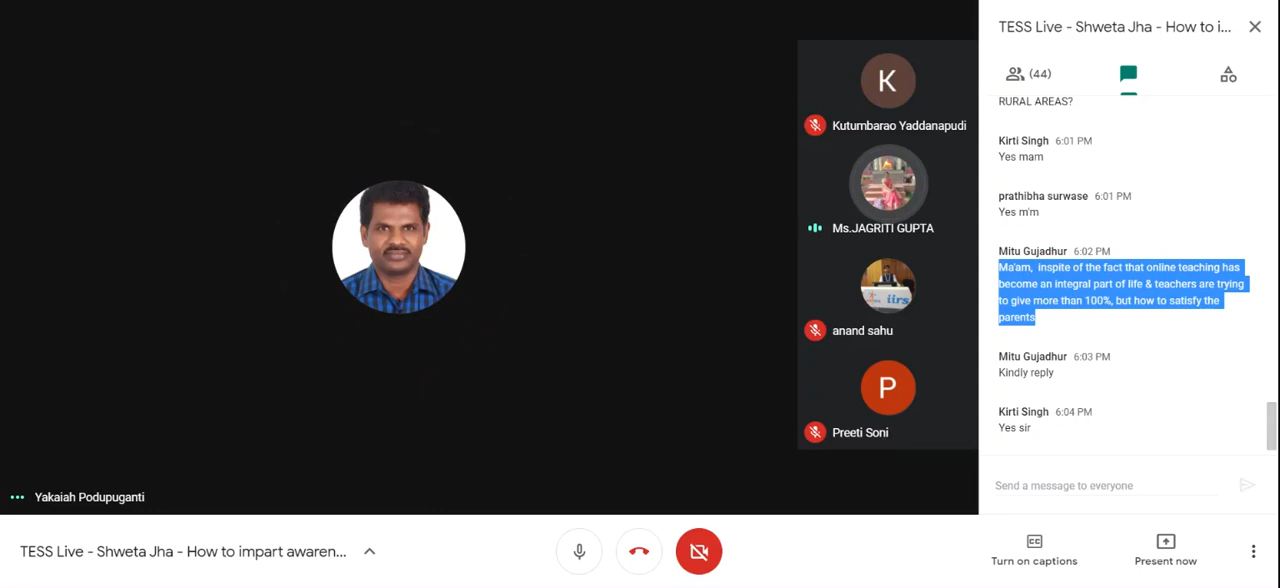 TESS Live - Shweta Jha - How to i...
(44)
RURAL AREAS?
Kirti Singh 6:01 PM
Yes mam
prathibha surwase 6:01 PM
Yes m'm
Mitu Gujadhur 6:02 PM
Ma'am, inspite of the fact that online teaching has
become an integral part of life & teachers are trying
to give more than 100%, but how to satisfy the
parents
Mitu Gujadhur 6:03 PM
Kindly reply
Kirti Singh 6:04 PM
Yes sir
Send a message to everyone
K
Kutumbarao Yaddanapudi
Ms.JAGRITI GUPTA
iirs
anand sahu
P
Preeti Soni
Yakaiah Podupuganti
TESS Live - Shweta Jha - How to impart awaren...
CC
Turn on captions
Present now